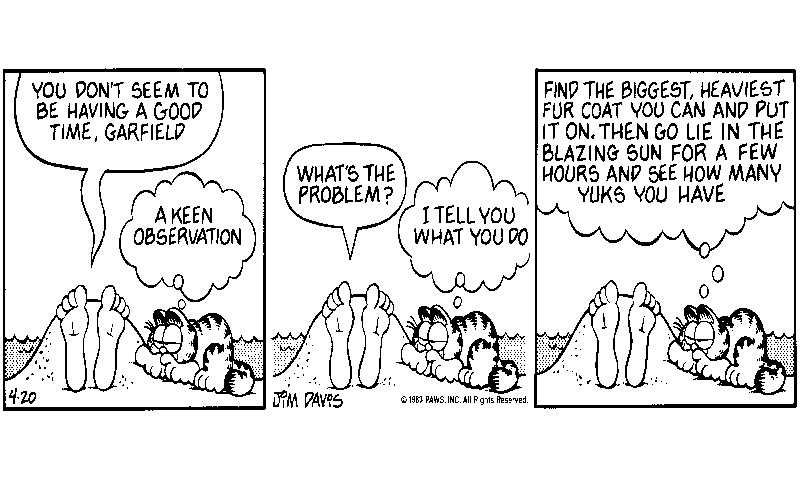 YOU DON'T SEEM TO
BE HAVING A GOOD
TIME, GARFIELD
A KEEN
OBSERVATION
4-20
WHAT'S THE
PROBLEM?
I TELL YOU
WHAT YOU DO
JIM DAVIS
PAWS, INC. All Rights Reserved.
FIND THE BIGGEST, HEAVIEST
FUR COAT YOU CAN AND PUT
IT ON. THEN GO LIE IN THE
BLAZING SUN FOR A FEW
HOURS AND SEE HOW MANY
YUKS YOU HAVE